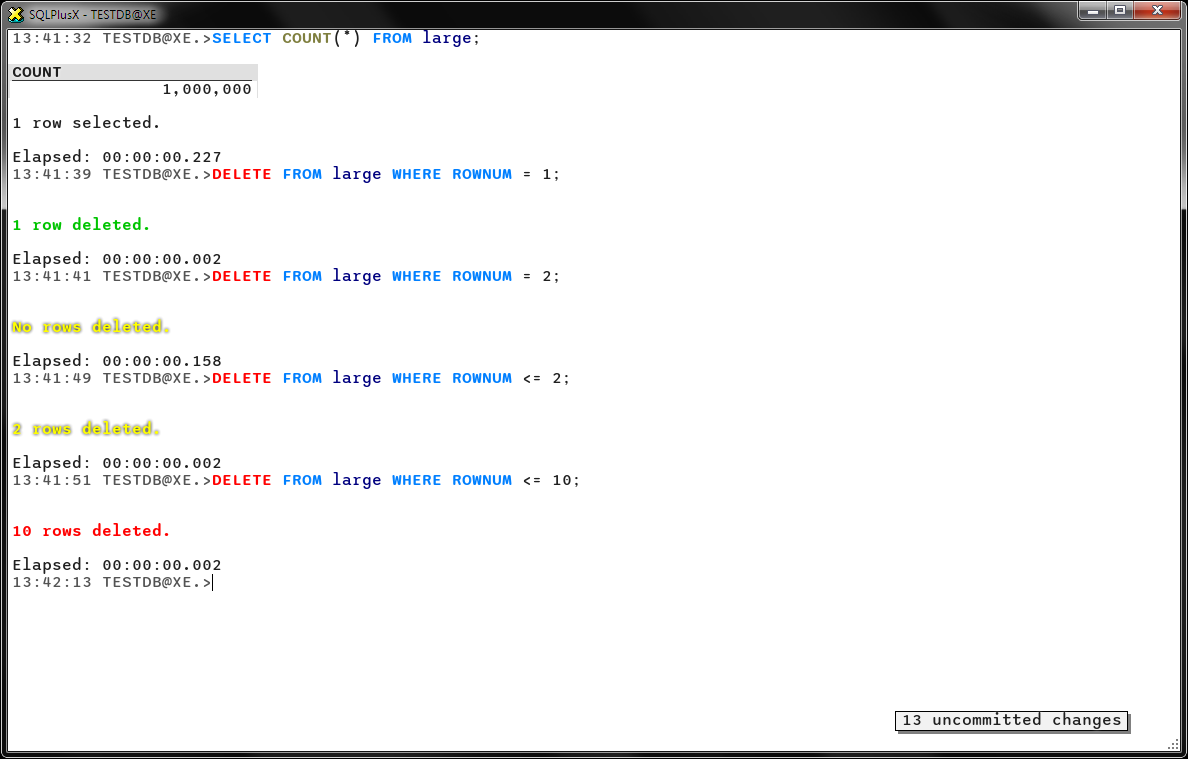 SQLPlusX - TESTDB@XE
13:41:32 TESTDB@XE.>SELECT COUNT(*) FROM large;
COUNT
1,000,000
1 row selected.
Elapsed: 00:00:00.227
13:41:39 TESTDB@XE.>DELETE FROM large WHERE ROWNUM = 1;
1 row deleted.
Elapsed: 00:00:00.002
13:41:41 TESTDB@XE.>DELETE FROM large WHERE ROWNUM = 2;
No rows deleted.
Elapsed: 00:00:00.158
13:41:49 TESTDB@XE.>DELETE FROM large WHERE ROWNUM <= 2;
2 rows deleted.
Elapsed: 00:00:00.002
13:41:51 TESTDB@XE.>DELETE FROM large WHERE ROWNUM <= 10;
10 rows deleted.
Elapsed: 00:00:00.002
13:42:13 TESTDB@XE.>
13 uncommitted changes